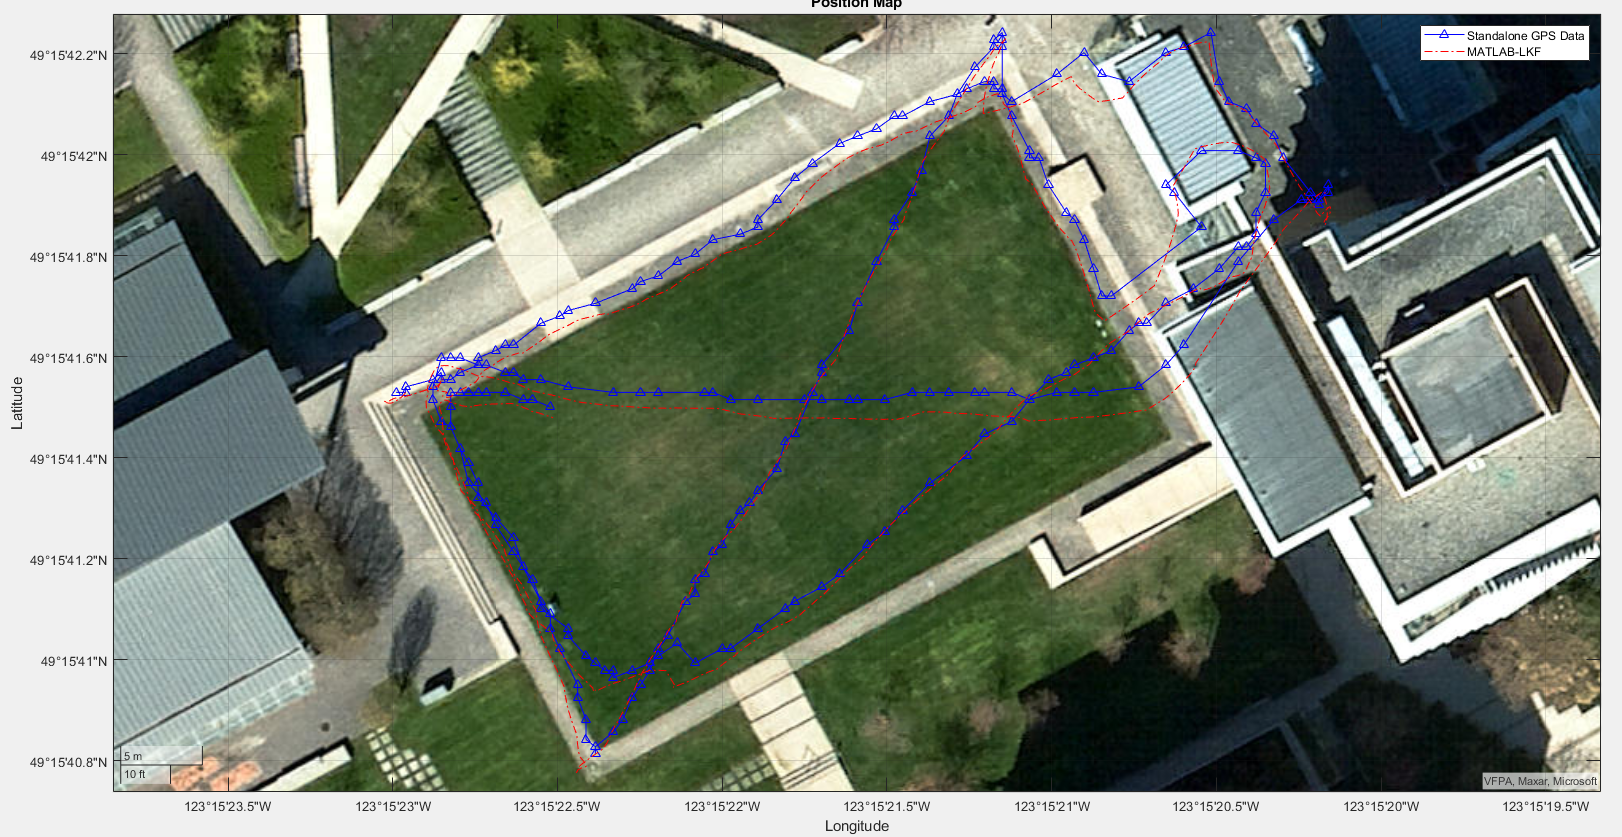 Position Map
Standalone GPS Data
MATLAB-LKF
49°15'42.2"N
49°15'42"N
49°15'41.8"N
49°15'41.6"N
49°15'41.4"N
49°15'41.2"N
49°15'41"N
49°15'40.8"N
Latitude
5 m
10 ft
VFPA, Maxar, Microsoft
123°15'23.5"W
123°15'23"W
123°15'22.5"W
123°15'22"W
123°15'21.5"W
123°15'21"W
123°15'20.5"W
123°15'20"W
123°15'19.5"W
Longitude